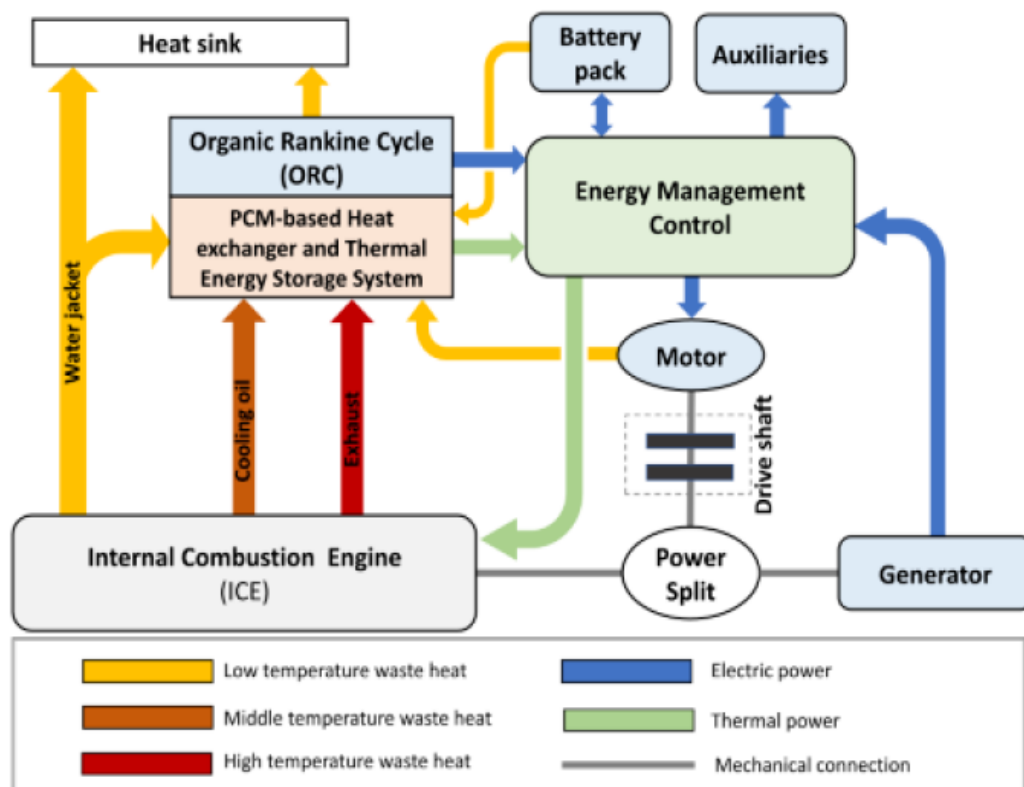 Heat sink
Battery
pack
Auxiliaries
Organic Rankine Cycle
(ORC)
PCM-based Heat
exchanger and Thermal
Energy Storage System
Energy Management
Control
Water jacket
Cooling oil
Exhaust
Motor
Drive shaft
Internal Combustion Engine
(ICE)
Power
Split
Generator
Low temperature waste heat
Middle temperature waste heat
High temperature waste heat
Electric power
Thermal power
Mechanical connection